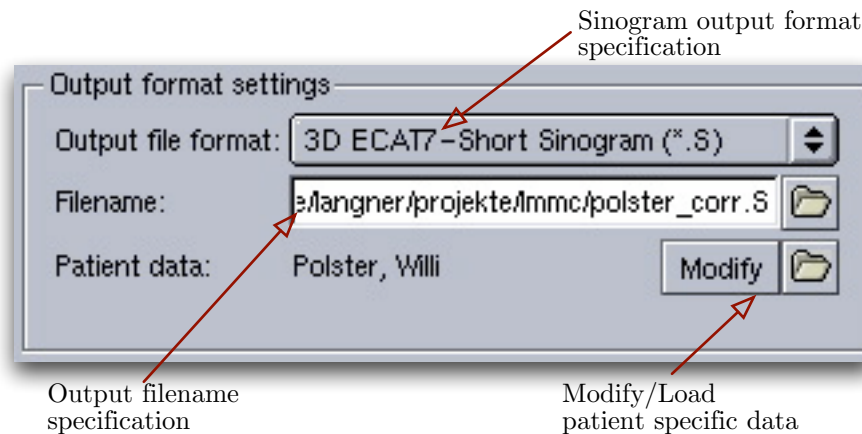 Sinogram output format
specification
Output format settings
Output file format: 3D ECAT7-Short Sinogram (*.S)
Filename: e/langner/projekte/lmmc/polster_corr.S
Patient data: Polster, Willi Modify
Output filename
specification
Modify/Load
patient specific data